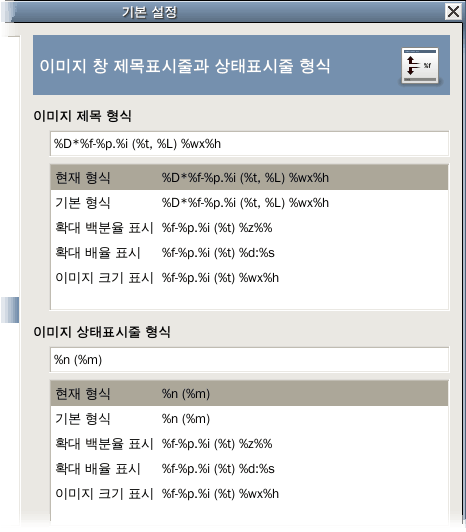 기본 설정
이미지 창 제목표시줄과 상태표시줄 형식
%f
이미지 제목 형식
%D*%f-%p.%i (%t, %L) %wx%h
현재 형식 %D*%f-%p.%i (%t, %L) %wx%h
기본 형식 %D*%f-%p.%i (%t, %L) %wx%h
확대 백분율 표시 %f-%p.%i (%t) %z%%
확대 배율 표시 %f-%p.%i (%t) %d:%s
이미지 크기 표시 %f-%p.%i (%t) %wx%h
이미지 상태표시줄 형식
%n (%m)
현재 형식 %n (%m)
기본 형식 %n (%m)
확대 백분율 표시 %f-%p.%i (%t) %z%%
확대 배율 표시 %f-%p.%i (%t) %d:%s
이미지 크기 표시 %f-%p.%i (%t) %wx%h